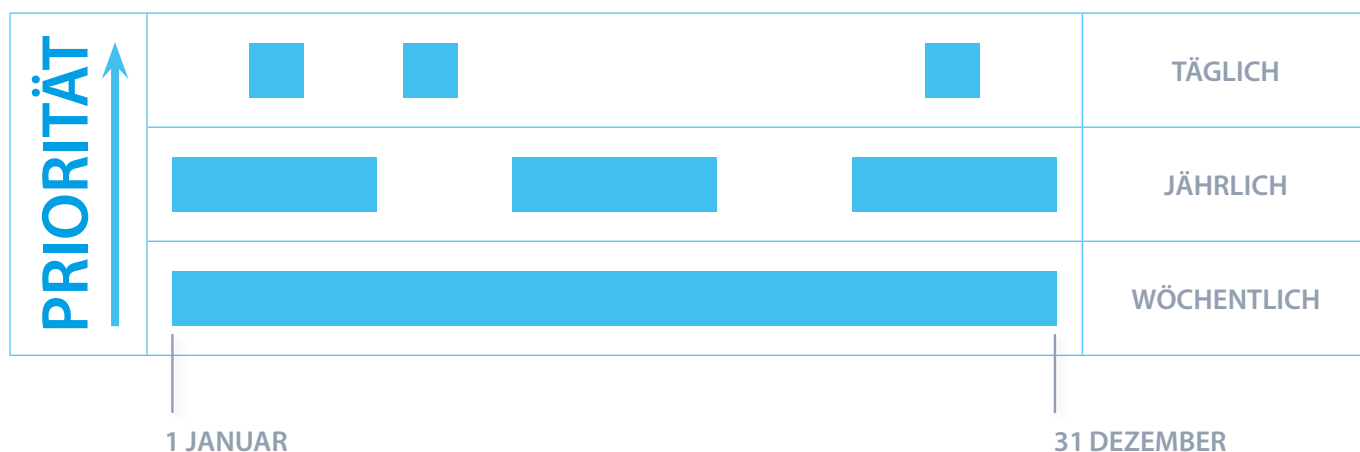 PRIORITÄT
TÄGLICH
JÄHRLICH
WÖCHENTLICH
1 JANUAR
31 DEZEMBER